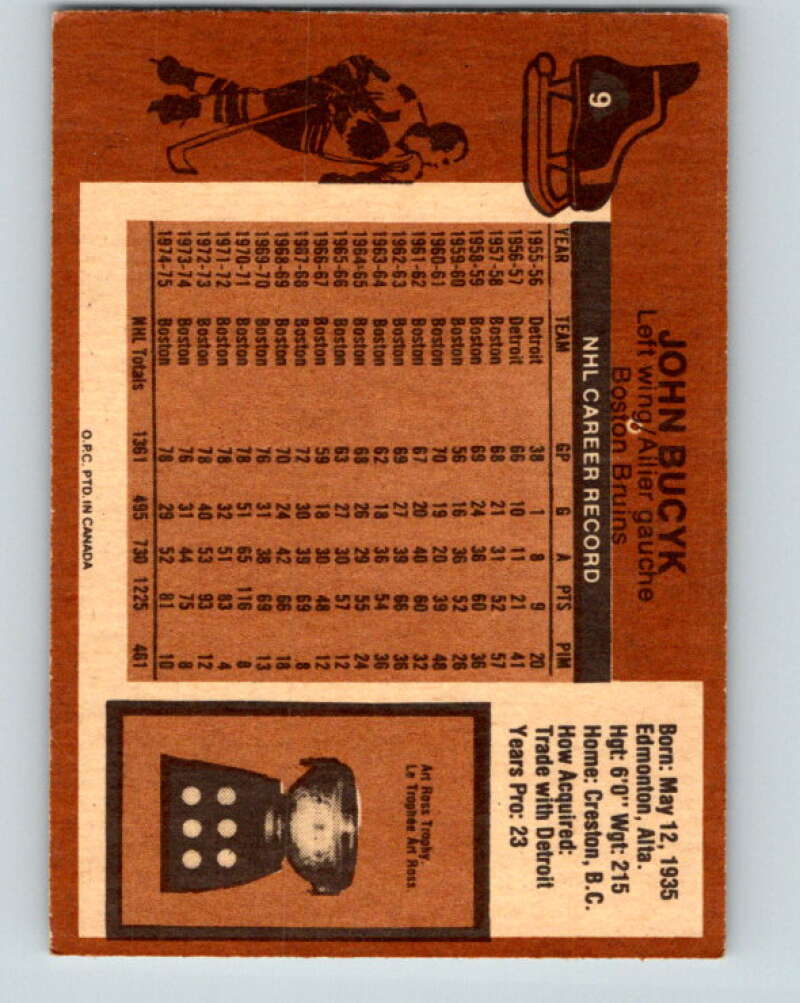 9
JOHN BUCYK
Left wing/Ailier gauche
Boston Bruins
NHL CAREER RECORD
YEAR TEAM GP G A PTS PIM
1955-56 Detroit 38 1 8 9 20
1956-57 Detroit 66 10 11 21 41
1957-58 Boston 68 21 31 52 57
1958-59 Boston 69 24 36 60 36
1959-60 Boston 56 16 36 52 26
1960-61 Boston 70 19 20 39 48
1961-62 Boston 67 20 40 60 32
1962-63 Boston 69 27 39 66 36
1963-64 Boston 62 18 36 54 36
1964-65 Boston 68 26 29 55 24
1965-66 Boston 63 27 30 57 12
1966-67 Boston 59 18 30 48 12
1967-68 Boston 72 30 39 69 8
1968-69 Boston 70 24 42 66 18
1969-70 Boston 76 31 38 69 13
1970-71 Boston 78 51 65 116 8
1971-72 Boston 78 32 51 83 4
1972-73 Boston 78 40 53 93 12
1973-74 Boston 76 31 44 75 8
1974-75 Boston 78 29 52 81 10
NHL Totals 1361 495 730 1225 461
O.P.C. PTD. IN CANADA
Born: May 12, 1935
Edmonton, Alta.
Hgt: 6'0" Wgt: 215
Home: Creston, B.C.
How Acquired:
Trade with Detroit
Years Pro: 23
Art Ross Trophy.
Le Trophée Art Ross.